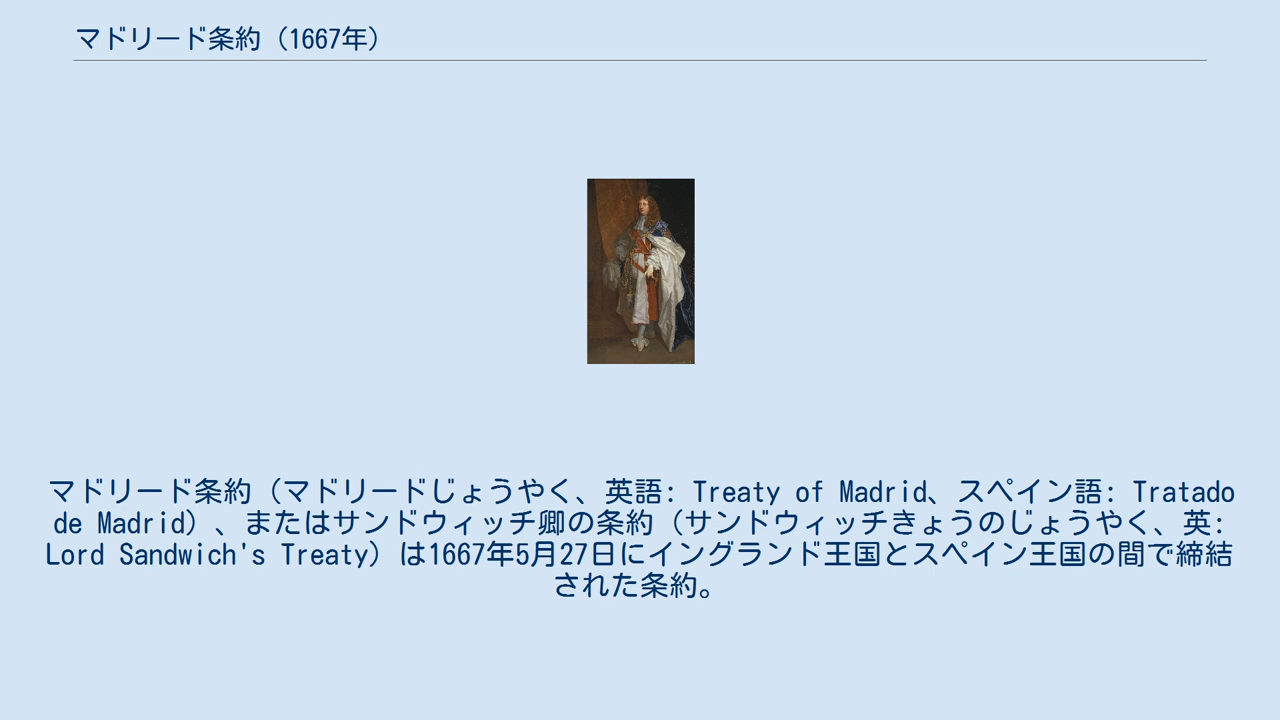 マドリード条約（1667年）
マドリード条約（マドリードじょうやく、英語: Treaty of Madrid、スペイン語: Tratado
de Madrid）、またはサンドウィッチ卿の条約（サンドウィッチきょうのじょうやく、英:
Lord Sandwich's Treaty）は1667年5月27日にイングランド王国とスペイン王国の間で締結
された条約。